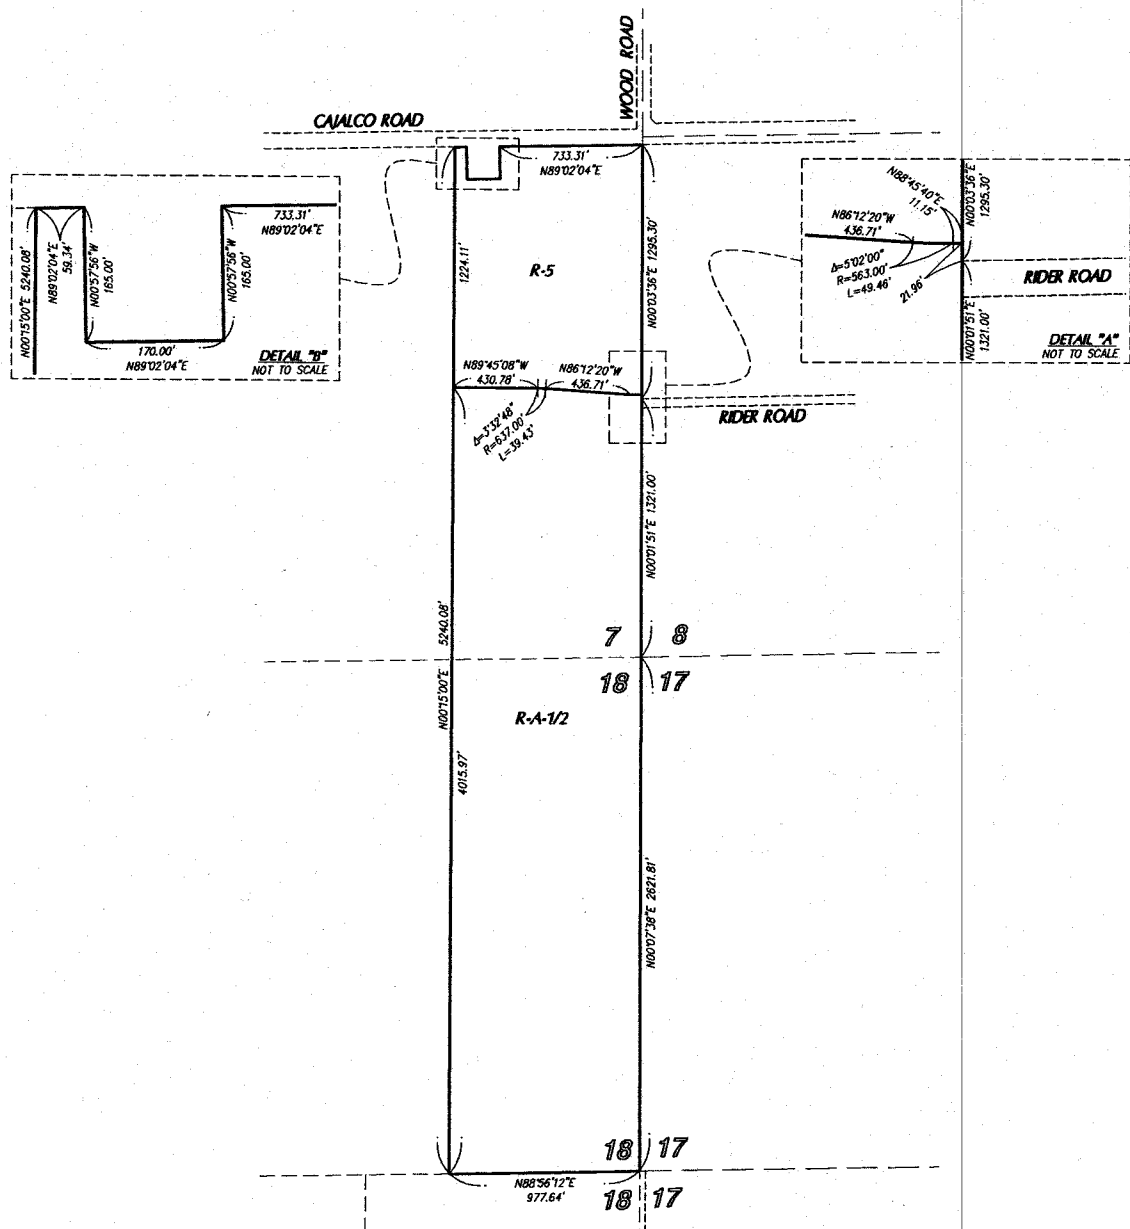 WOOD ROAD
CAJALCO ROAD
733.31'
N89°02'04"E
N00°15'00"E 5240.08'
N89°02'04"E
59.34'
N00°57'56"W
165.00'
N00°57'56"W
165.00'
733.31'
N89°02'04"E
170.00'
N89°02'04"E
DETAIL "B"
NOT TO SCALE
1224.11'
R-5
N00°03'36"E 1295.30'
N86°12'20"W
436.71'
N88°45'40"E
11.15'
N00°03'36"E
1295.30'
Δ=5°02'00"
R=563.00'
L=49.46'
21.96'
RIDER ROAD
N00°01'51"E
1321.00'
DETAIL "A"
NOT TO SCALE
N89°45'08"W
430.78'
N86°12'20"W
436.71'
Δ=3°32'48"
R=637.00'
L=39.43'
RIDER ROAD
N00°01'51"E 1321.00'
5240.08'
N00°15'00"E
7 8
18 17
R-A-1/2
4015.97'
N00°07'38"E 2621.81'
18 17
N88°56'12"E
977.64'
18 17